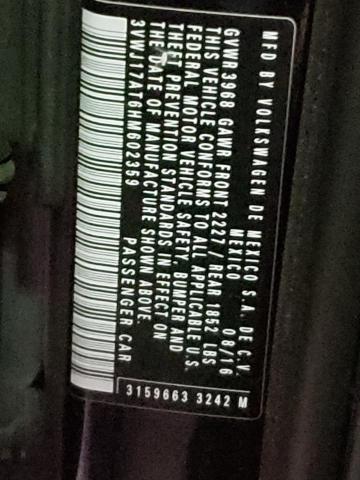 MFD BY VOLKSWAGEN DE MEXICO S.A. DE C.V.
MEXICO 08/16
GVWR 3968 GAWR FRONT 2227 / REAR 1852 LBS
THIS VEHICLE CONFORMS TO ALL APPLICABLE U.S.
FEDERAL MOTOR VEHICLE SAFETY, BUMPER AND
THEFT PREVENTION STANDARDS IN EFFECT ON
THE DATE OF MANUFACTURE SHOWN ABOVE.
3VWJ17AT6HM602359 PASSENGER CAR
3159663 3242 M